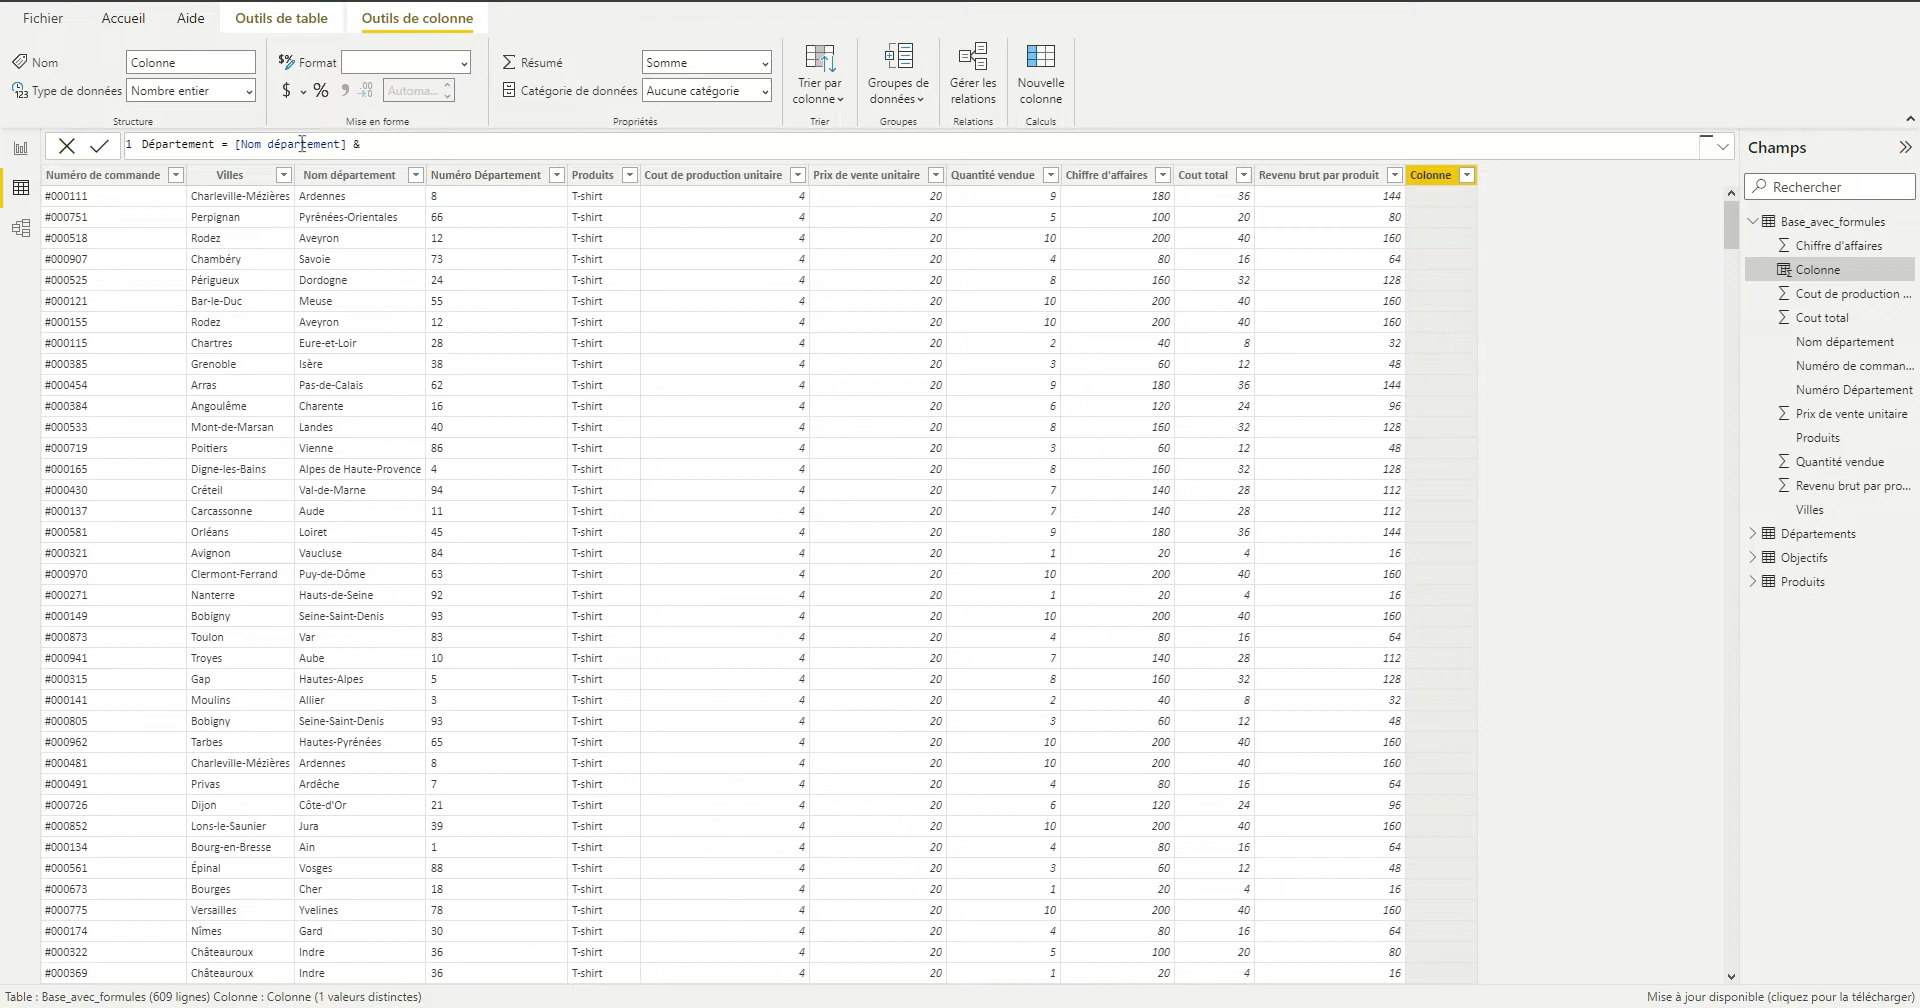 Fichier Accueil Aide Outils de table Outils de colonne
Nom Colonne $% Format Σ Résumé Somme
Type de données Nombre entier $ % 9 .00 Automa... Catégorie de données Aucune catégorie
Trier par colonne Groupes de données Gérer les relations Nouvelle colonne
Structure Mise en forme Propriétés Trier Groupes Relations Calculs
1 Département = [Nom département] &
Numéro de commande Villes Nom département Numéro Département Produits Cout de production unitaire Prix de vente unitaire Quantité vendue Chiffre d'affaires Cout total Revenu brut par produit Colonne
#000111 Charleville-Mézières Ardennes 8 T-shirt 4 20 9 180 36 144
#000751 Perpignan Pyrénées-Orientales 66 T-shirt 4 20 5 100 20 80
#000518 Rodez Aveyron 12 T-shirt 4 20 10 200 40 160
#000907 Chambéry Savoie 73 T-shirt 4 20 4 80 16 64
#000525 Périgueux Dordogne 24 T-shirt 4 20 8 160 32 128
#000121 Bar-le-Duc Meuse 55 T-shirt 4 20 10 200 40 160
#000155 Rodez Aveyron 12 T-shirt 4 20 10 200 40 160
#000115 Chartres Eure-et-Loir 28 T-shirt 4 20 2 40 8 32
#000385 Grenoble Isère 38 T-shirt 4 20 3 60 12 48
#000454 Arras Pas-de-Calais 62 T-shirt 4 20 9 180 36 144
#000384 Angoulême Charente 16 T-shirt 4 20 6 120 24 96
#000533 Mont-de-Marsan Landes 40 T-shirt 4 20 8 160 32 128
#000719 Poitiers Vienne 86 T-shirt 4 20 3 60 12 48
#000165 Digne-les-Bains Alpes de Haute-Provence 4 T-shirt 4 20 8 160 32 128
#000430 Créteil Val-de-Marne 94 T-shirt 4 20 7 140 28 112
#000137 Carcassonne Aude 11 T-shirt 4 20 7 140 28 112
#000581 Orléans Loiret 45 T-shirt 4 20 9 180 36 144
#000321 Avignon Vaucluse 84 T-shirt 4 20 1 20 4 16
#000970 Clermont-Ferrand Puy-de-Dôme 63 T-shirt 4 20 10 200 40 160
#000271 Nanterre Hauts-de-Seine 92 T-shirt 4 20 1 20 4 16
#000149 Bobigny Seine-Saint-Denis 93 T-shirt 4 20 10 200 40 160
#000873 Toulon Var 83 T-shirt 4 20 4 80 16 64
#000941 Troyes Aube 10 T-shirt 4 20 7 140 28 112
#000315 Gap Hautes-Alpes 5 T-shirt 4 20 8 160 32 128
#000141 Moulins Allier 3 T-shirt 4 20 2 40 8 32
#000805 Bobigny Seine-Saint-Denis 93 T-shirt 4 20 3 60 12 48
#000962 Tarbes Hautes-Pyrénées 65 T-shirt 4 20 10 200 40 160
#000481 Charleville-Mézières Ardennes 8 T-shirt 4 20 10 200 40 160
#000491 Privas Ardêche 7 T-shirt 4 20 4 80 16 64
#000726 Dijon Côte-d'Or 21 T-shirt 4 20 6 120 24 96
#000852 Lons-le-Saunier Jura 39 T-shirt 4 20 10 200 40 160
#000134 Bourg-en-Bresse Ain 1 T-shirt 4 20 4 80 16 64
#000561 Épinal Vosges 88 T-shirt 4 20 3 60 12 48
#000673 Bourges Cher 18 T-shirt 4 20 1 20 4 16
#000775 Versailles Yvelines 78 T-shirt 4 20 10 200 40 160
#000174 Nîmes Gard 30 T-shirt 4 20 4 80 16 64
#000322 Châteauroux Indre 36 T-shirt 4 20 5 100 20 80
#000369 Châteauroux Indre 36 T-shirt 4 20 1 20 4 16
Champs
Rechercher
Base_avec_formules
Σ Chiffre d'affaires
Colonne
Σ Cout de production ...
Σ Cout total
Nom département
Numéro de comman...
Numéro Département
Σ Prix de vente unitaire
Produits
Σ Quantité vendue
Σ Revenu brut par pro...
Villes
Départements
Objectifs
Produits
Table : Base_avec_formules (609 lignes) Colonne : Colonne (1 valeurs distinctes) Mise à jour disponible (cliquez pour la télécharger)